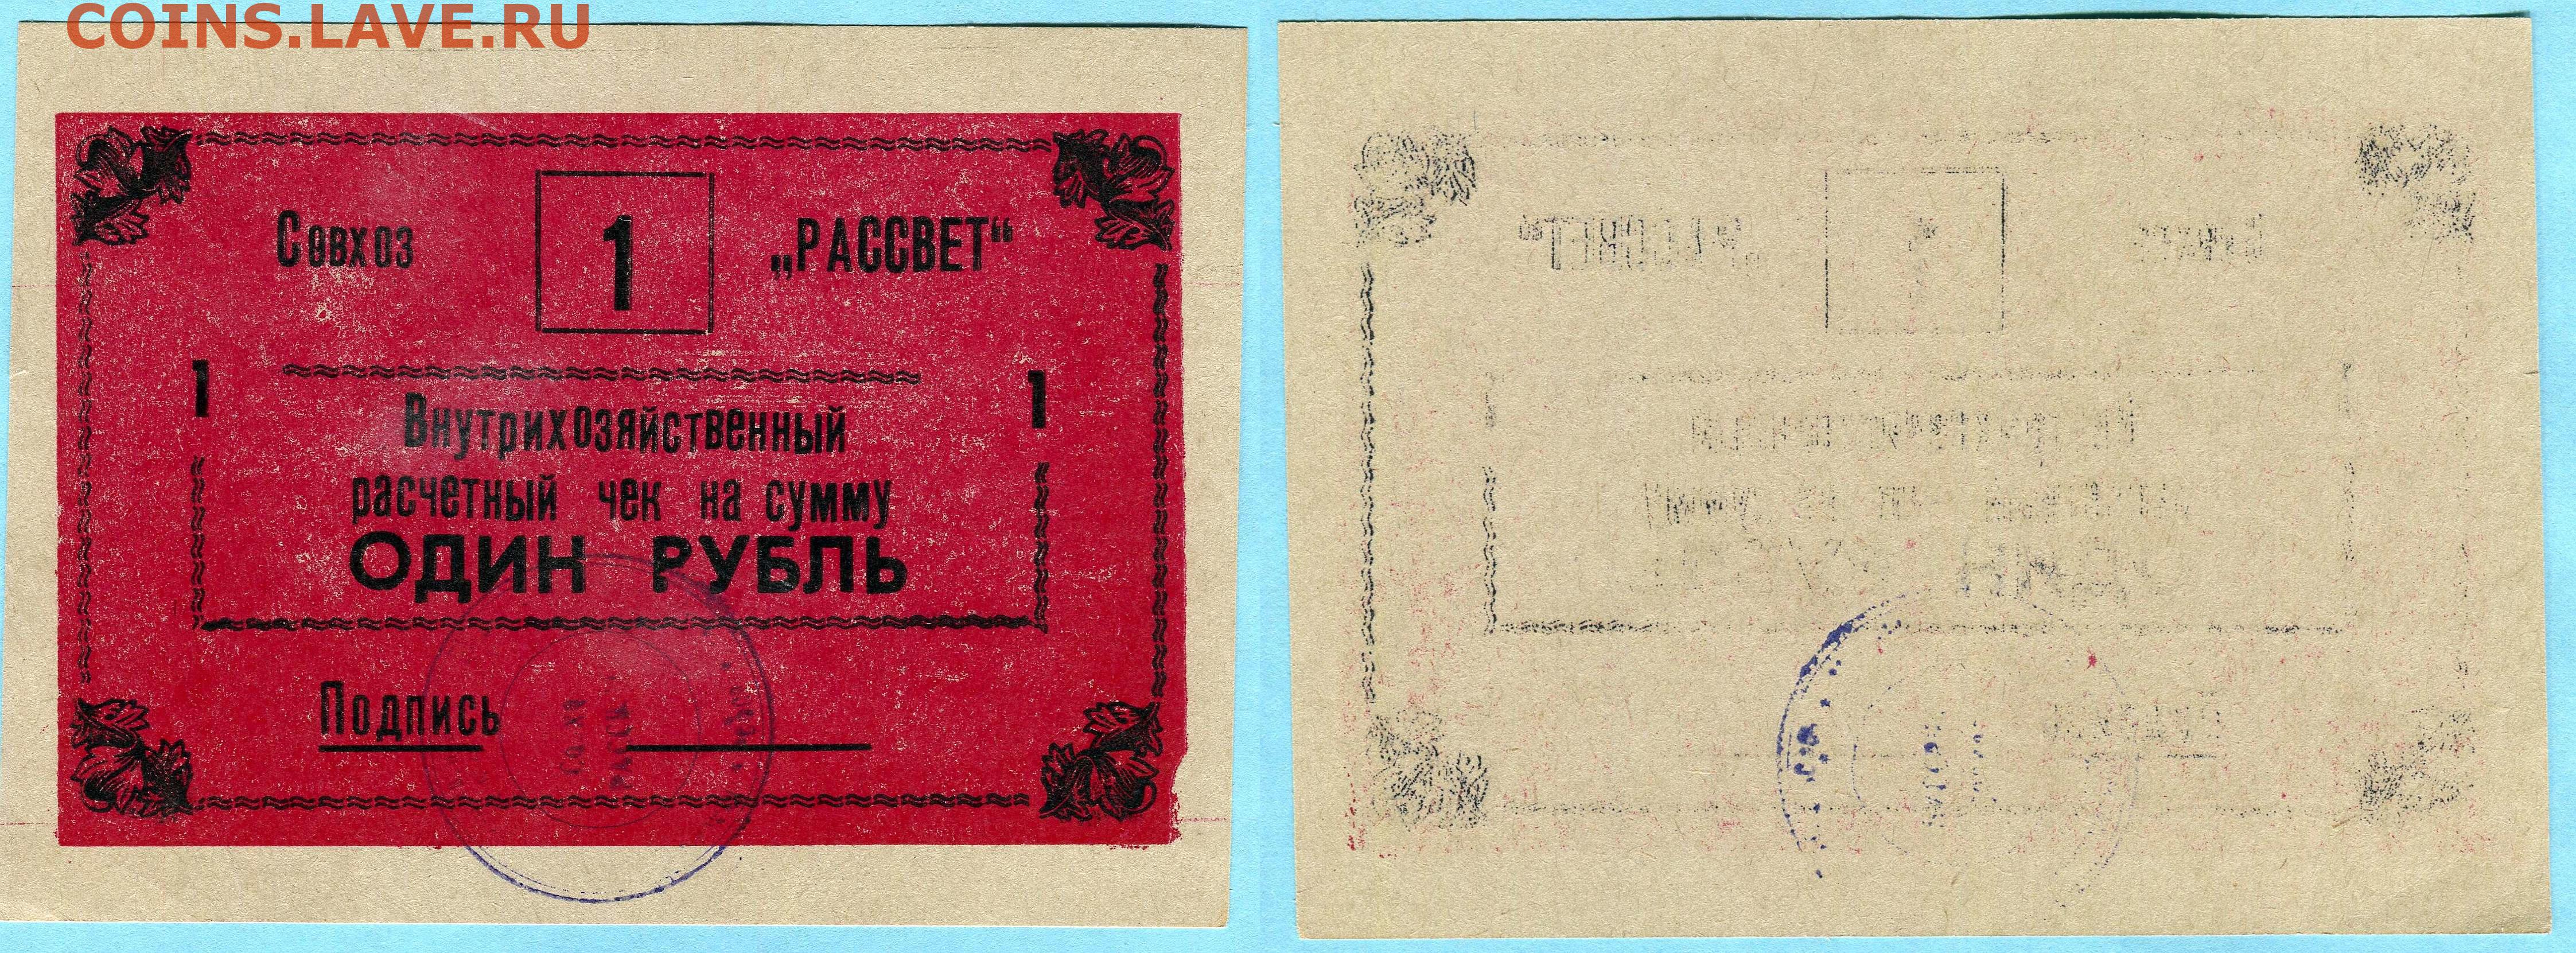 COINS.LAVE.RU
Совхоз 1 „РАССВЕТ“
1 1
Внутрихозяйственный
расчетный чек на сумму
ОДИН РУБЛЬ
Подпись